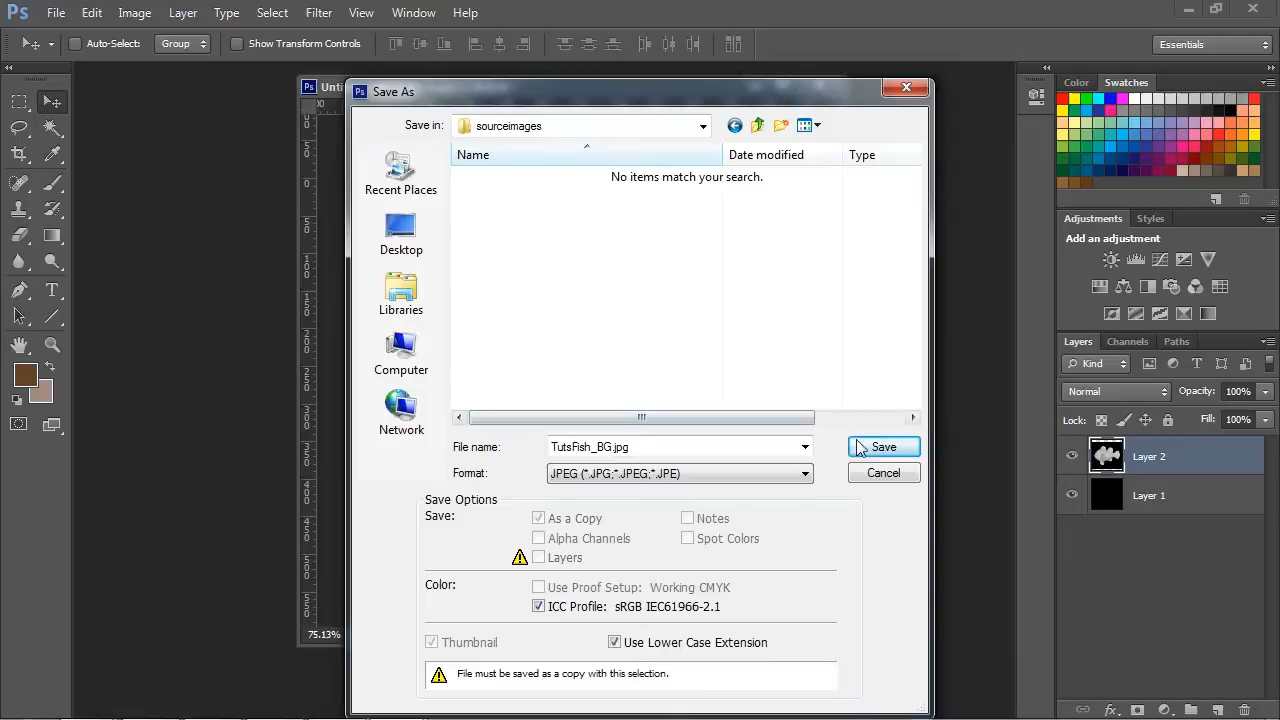 Ps File Edit Image Layer Type Select Filter View Window Help
Auto-Select: Group Show Transform Controls Essentials
Ps
Ps Save As
Save in: sourceimages
Name Date modified Type
No items match your search.
Recent Places
Desktop
Libraries
Computer
Network
File name: TutsFish_BG.jpg Save
Format: JPEG (*.JPG;*.JPEG;*.JPE) Cancel
Save Options
Save: As a Copy Notes
Alpha Channels Spot Colors
Layers
Color: Use Proof Setup: Working CMYK
ICC Profile: sRGB IEC61966-2.1
Thumbnail Use Lower Case Extension
File must be saved as a copy with this selection.
75.13%
Color Swatches
Adjustments Styles
Add an adjustment
Layers Channels Paths
Kind
Normal Opacity: 100%
Lock: Fill: 100%
Layer 2
Layer 1